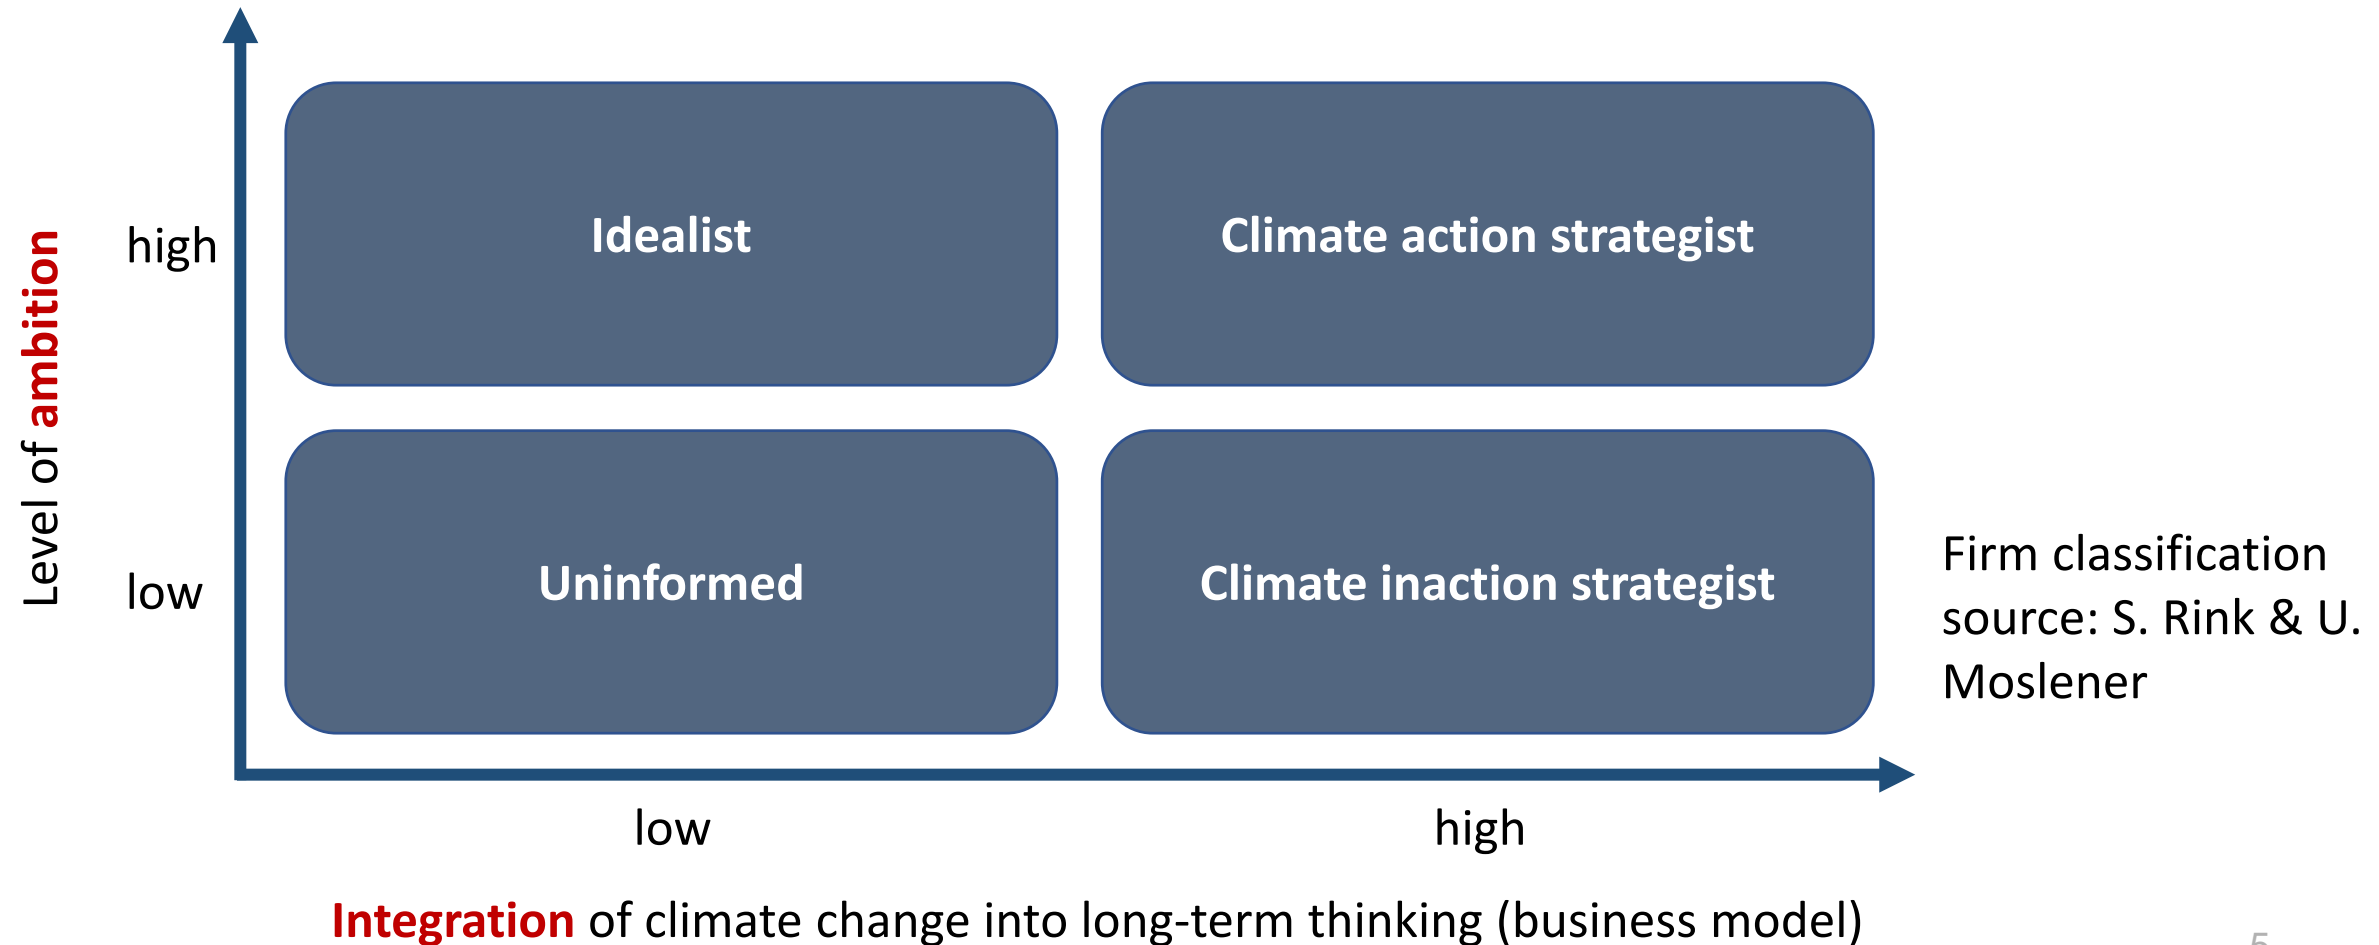 Level of ambition
high
low
Idealist
Climate action strategist
Uninformed
Climate inaction strategist
Firm classification
source: S. Rink & U.
Moslener
low
high
Integration of climate change into long-term thinking (business model)
5